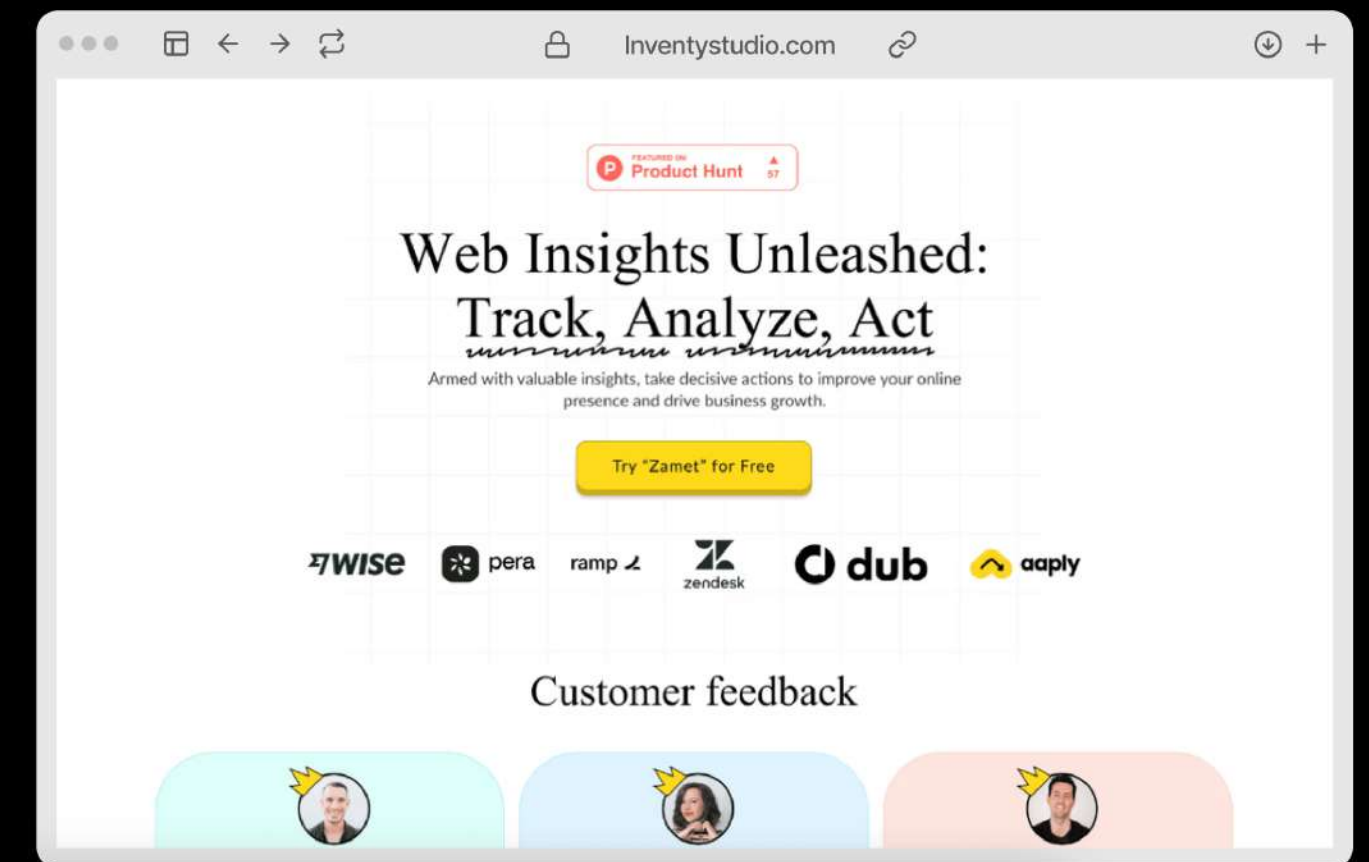 Inventystudio.com
FEATURED ON
Product Hunt
57
Web Insights Unleashed:
Track, Analyze, Act
Armed with valuable insights, take decisive actions to improve your online
presence and drive business growth.
Try "Zamet" for Free
WISE
pera
ramp
zendesk
dub
aaply
Customer feedback